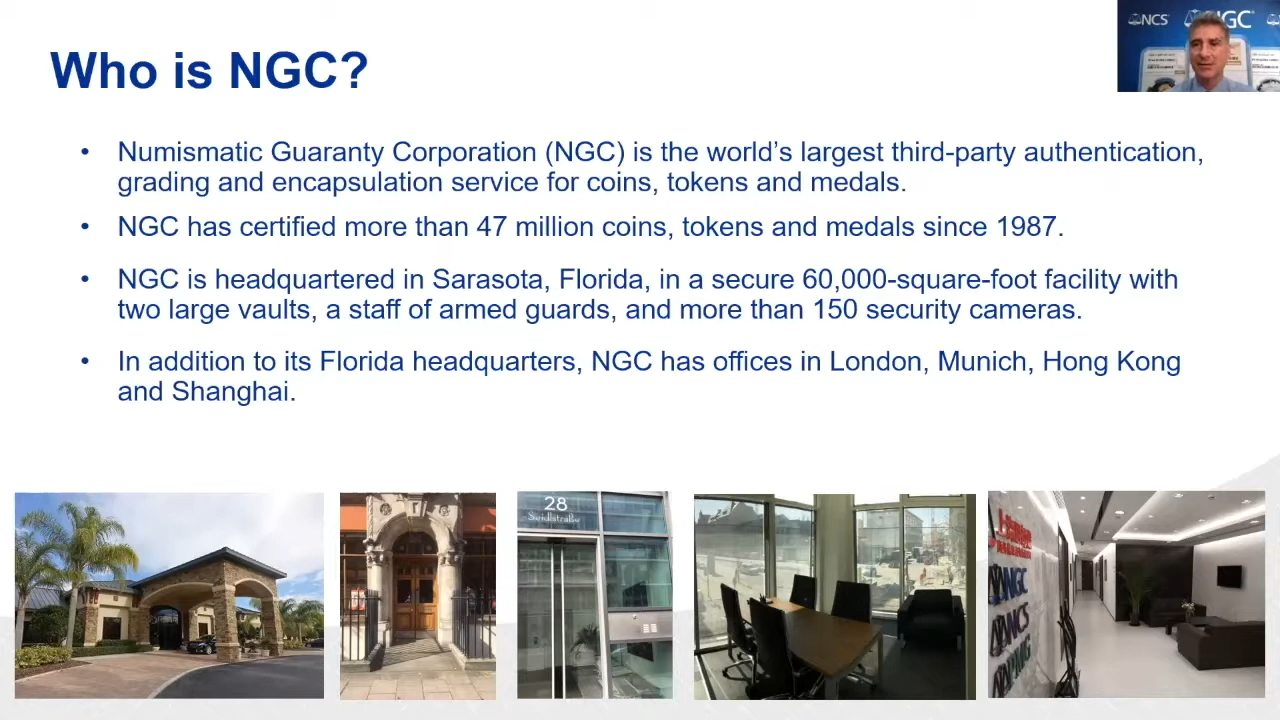 Who is NGC?
NCS
NGC
• Numismatic Guaranty Corporation (NGC) is the world’s largest third-party authentication,
grading and encapsulation service for coins, tokens and medals.
• NGC has certified more than 47 million coins, tokens and medals since 1987.
• NGC is headquartered in Sarasota, Florida, in a secure 60,000-square-foot facility with
two large vaults, a staff of armed guards, and more than 150 security cameras.
• In addition to its Florida headquarters, NGC has offices in London, Munich, Hong Kong
and Shanghai.
28
Seidlstraße
NGC
NCS
PMG